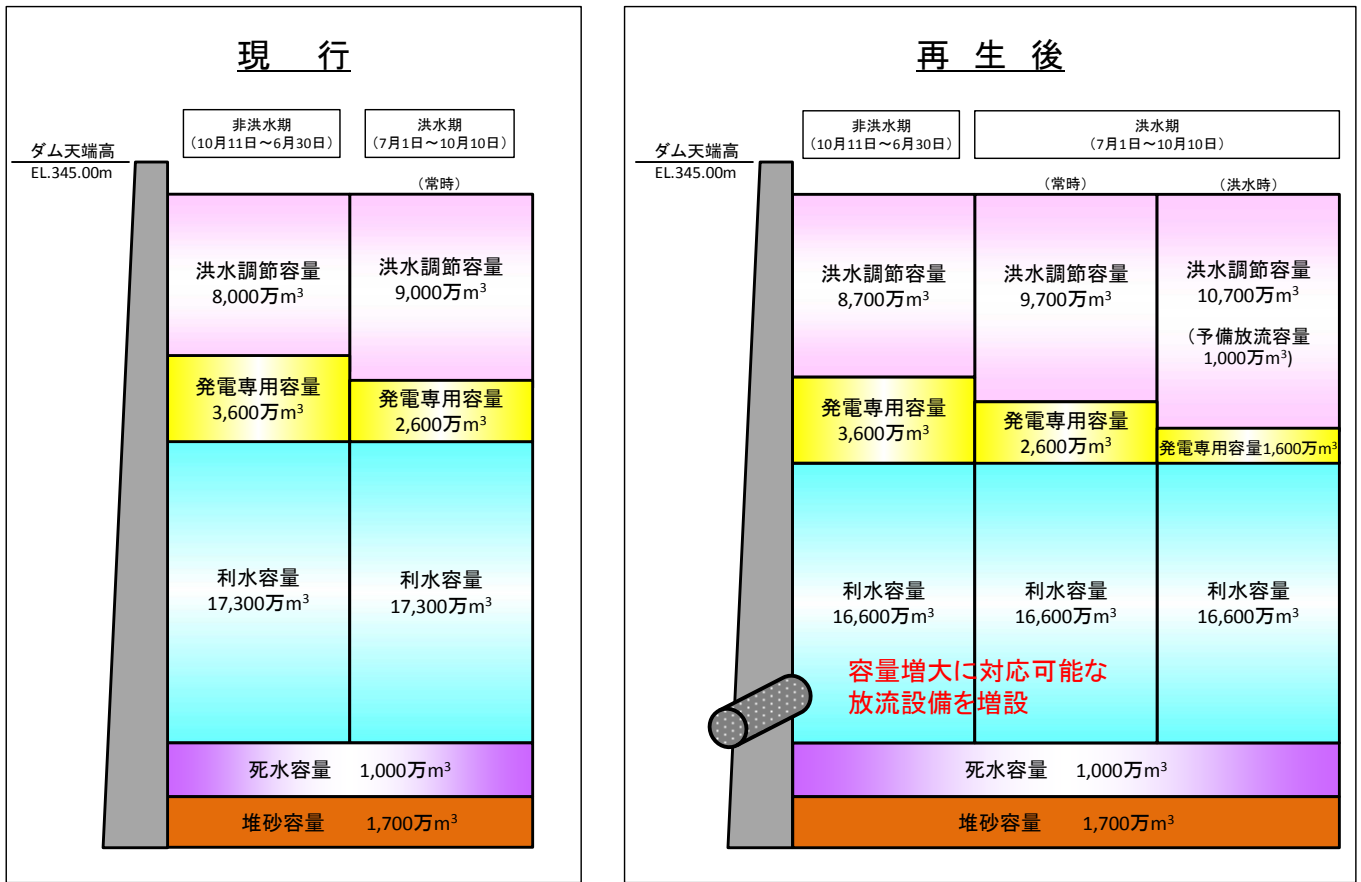 現 行
非洪水期
(10月11日～6月30日)
洪水期
(7月1日～10月10日)
ダム天端高
EL.345.00m
(常時)
洪水調節容量
8,000万m³
洪水調節容量
9,000万m³
発電専用容量
3,600万m³
発電専用容量
2,600万m³
利水容量
17,300万m³
利水容量
17,300万m³
死水容量 1,000万m³
堆砂容量 1,700万m³
再 生 後
非洪水期
(10月11日～6月30日)
洪水期
(7月1日～10月10日)
ダム天端高
EL.345.00m
(常時)
(洪水時)
洪水調節容量
8,700万m³
洪水調節容量
9,700万m³
洪水調節容量
10,700万m³
(予備放流容量
1,000万m³)
発電専用容量
3,600万m³
発電専用容量
2,600万m³
発電専用容量1,600万m³
利水容量
16,600万m³
利水容量
16,600万m³
利水容量
16,600万m³
容量増大に対応可能な
放流設備を増設
死水容量 1,000万m³
堆砂容量 1,700万m³